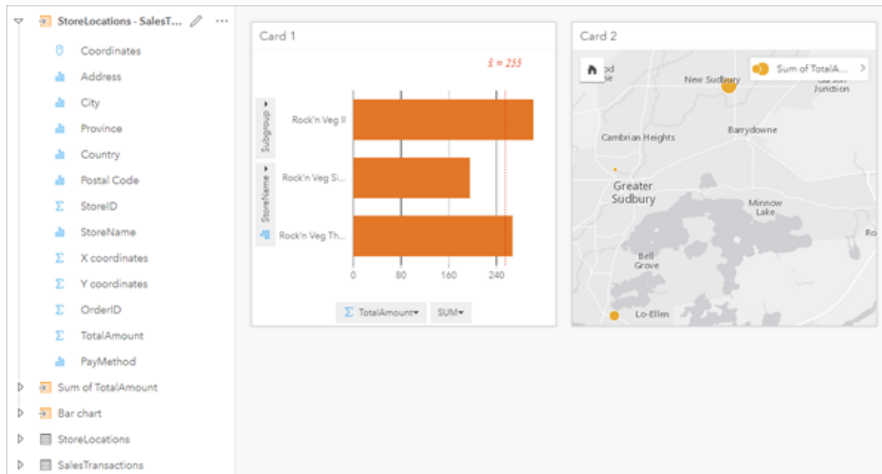 StoreLocations - SalesT...
Coordinates
Address
City
Province
Country
Postal Code
StoreID
StoreName
X coordinates
Y coordinates
OrderID
TotalAmount
PayMethod
Sum of TotalAmount
Bar chart
StoreLocations
SalesTransactions
Card 1
x̄ = 255
Subgroup
StoreName
Rock'n Veg II
Rock'n Veg Si...
Rock'n Veg Th...
0 80 160 240
Σ TotalAmount SUM
Card 2
Sum of TotalA...
New Sudbury
Junction
Cambrian Heights
Barrydowne
Greater
Sudbury
Minnow
Lake
Ro
Bell
Grove
Lo-Ellen